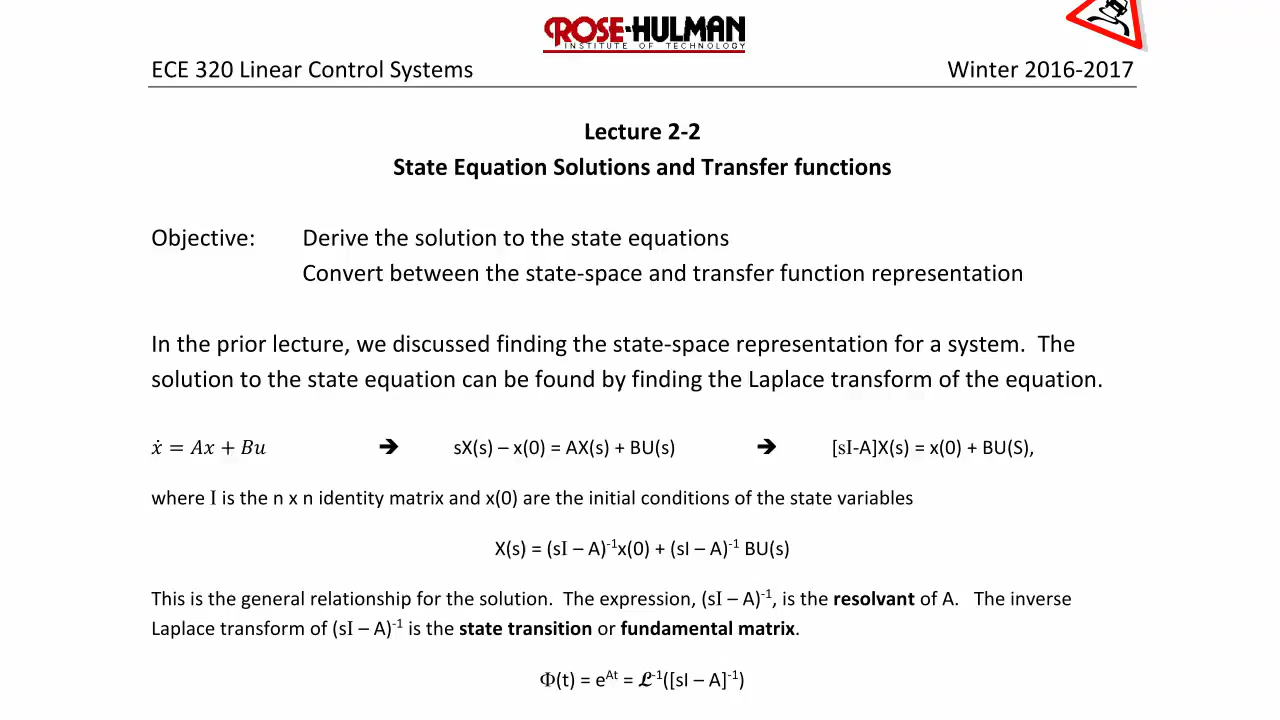 ROSE-HULMAN
INSTITUTE OF TECHNOLOGY
ECE 320 Linear Control Systems Winter 2016-2017
Lecture 2-2
State Equation Solutions and Transfer functions
Objective: Derive the solution to the state equations
Convert between the state-space and transfer function representation
In the prior lecture, we discussed finding the state-space representation for a system. The
solution to the state equation can be found by finding the Laplace transform of the equation.
ẋ = Ax + Bu ➔ sX(s) – x(0) = AX(s) + BU(s) ➔ [sI-A]X(s) = x(0) + BU(S),
where I is the n x n identity matrix and x(0) are the initial conditions of the state variables
X(s) = (sI – A)⁻¹x(0) + (sI – A)⁻¹ BU(s)
This is the general relationship for the solution. The expression, (sI – A)⁻¹, is the resolvant of A. The inverse
Laplace transform of (sI – A)⁻¹ is the state transition or fundamental matrix.
Φ(t) = eᴬᵗ = ℒ⁻¹([sI – A]⁻¹)